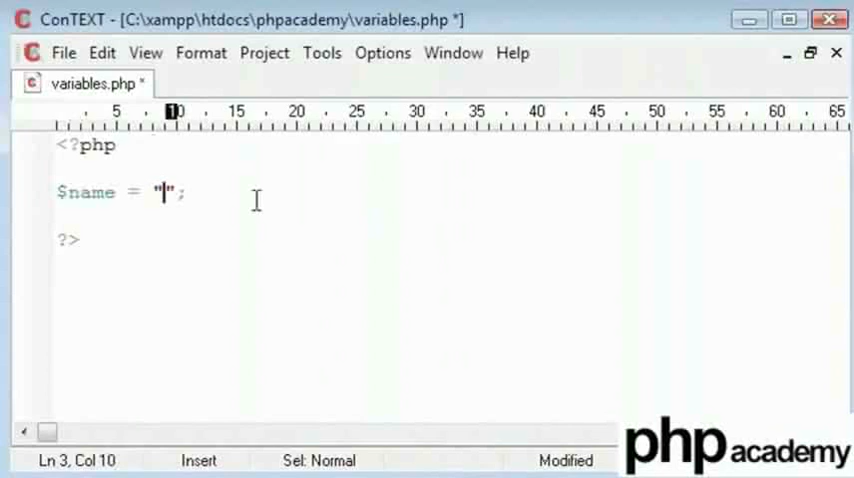 ConTEXT - [C:\xampp\htdocs\phpacademy\variables.php *]
File Edit View Format Project Tools Options Window Help
variables.php *
5 10 15 20 25 30 35 40 45 50 55 60 65
<?php
$name = "";
?>
Ln 3, Col 10 Insert Sel: Normal Modified
php academy